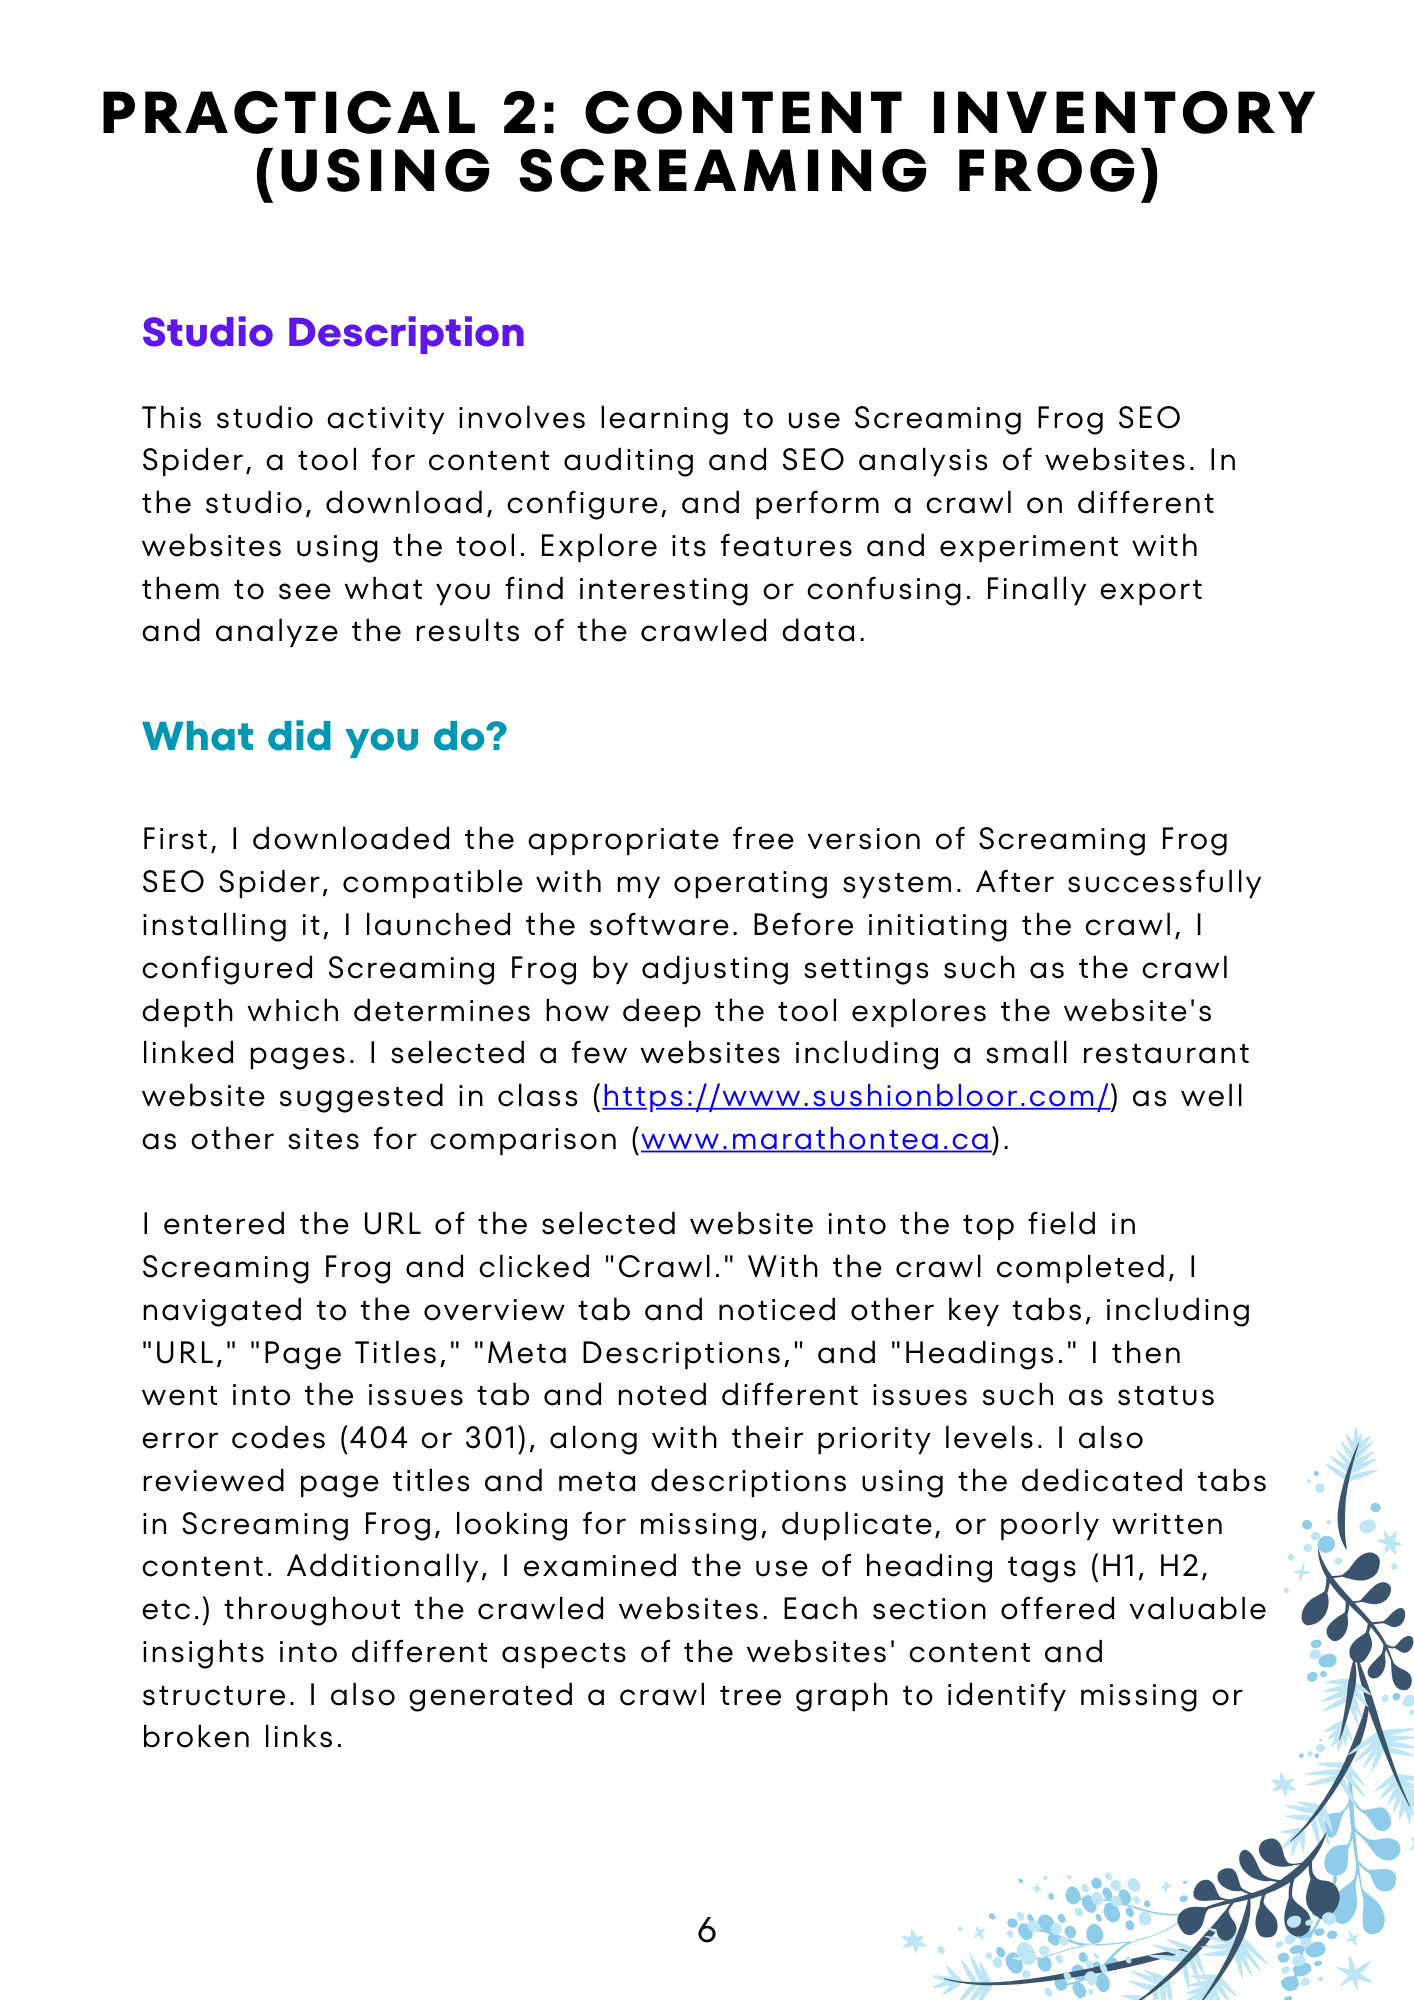 PRACTICAL 2: CONTENT INVENTORY
(USING SCREAMING FROG)
Studio Description
This studio activity involves learning to use Screaming Frog SEO
Spider, a tool for content auditing and SEO analysis of websites. In
the studio, download, configure, and perform a crawl on different
websites using the tool. Explore its features and experiment with
them to see what you find interesting or confusing. Finally export
and analyze the results of the crawled data.
What did you do?
First, I downloaded the appropriate free version of Screaming Frog
SEO Spider, compatible with my operating system. After successfully
installing it, I launched the software. Before initiating the crawl, I
configured Screaming Frog by adjusting settings such as the crawl
depth which determines how deep the tool explores the website's
linked pages. I selected a few websites including a small restaurant
website suggested in class (https://www.sushionbloor.com/) as well
as other sites for comparison (www.marathontea.ca).
I entered the URL of the selected website into the top field in
Screaming Frog and clicked "Crawl." With the crawl completed, I
navigated to the overview tab and noticed other key tabs, including
"URL," "Page Titles," "Meta Descriptions," and "Headings." I then
went into the issues tab and noted different issues such as status
error codes (404 or 301), along with their priority levels. I also
reviewed page titles and meta descriptions using the dedicated tabs
in Screaming Frog, looking for missing, duplicate, or poorly written
content. Additionally, I examined the use of heading tags (H1, H2,
etc.) throughout the crawled websites. Each section offered valuable
insights into different aspects of the websites' content and
structure. I also generated a crawl tree graph to identify missing or
broken links.
6